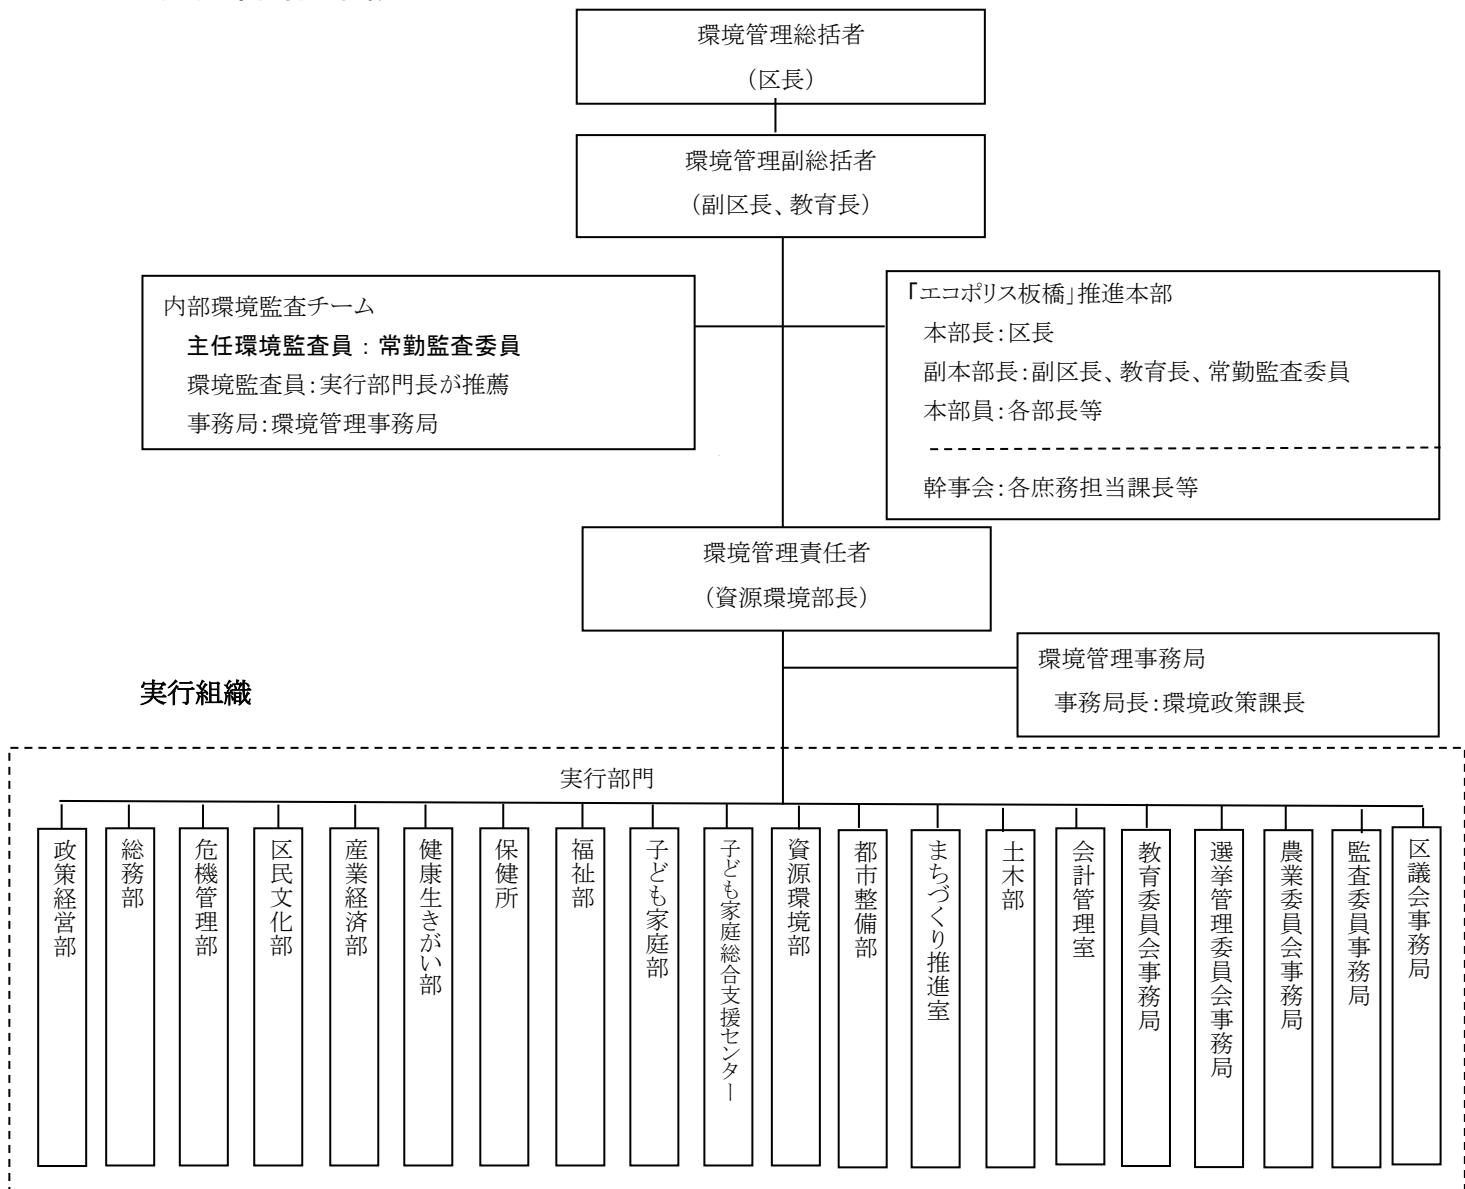 環境管理総括者
(区長)
環境管理副総括者
(副区長、教育長)
内部環境監査チーム
主任環境監査員：常勤監査委員
環境監査員:実行部門長が推薦
事務局:環境管理事務局
「エコポリス板橋」推進本部
本部長:区長
副本部長:副区長、教育長、常勤監査委員
本部員:各部長等
幹事会:各庶務担当課長等
環境管理責任者
(資源環境部長)
環境管理事務局
事務局長:環境政策課長
実行組織
実行部門
政策経営部
総務部
危機管理部
区民文化部
産業経済部
健康生きがい部
保健所
福祉部
子ども家庭部
子ども家庭総合支援センター
資源環境部
都市整備部
まちづくり推進室
土木部
会計管理室
教育委員会事務局
選挙管理委員会事務局
農業委員会事務局
監査委員事務局
区議会事務局